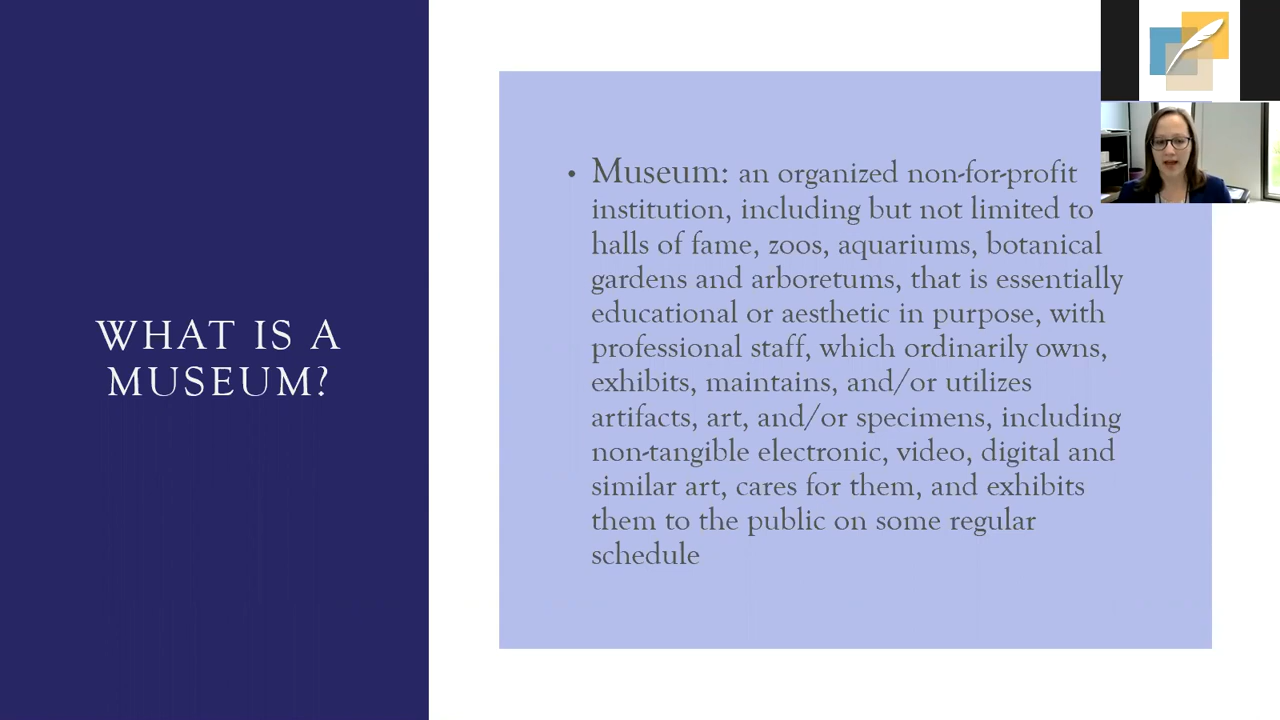 WHAT IS A
MUSEUM?
• Museum: an organized non-for-profit
institution, including but not limited to
halls of fame, zoos, aquariums, botanical
gardens and arboretums, that is essentially
educational or aesthetic in purpose, with
professional staff, which ordinarily owns,
exhibits, maintains, and/or utilizes
artifacts, art, and/or specimens, including
non-tangible electronic, video, digital and
similar art, cares for them, and exhibits
them to the public on some regular
schedule